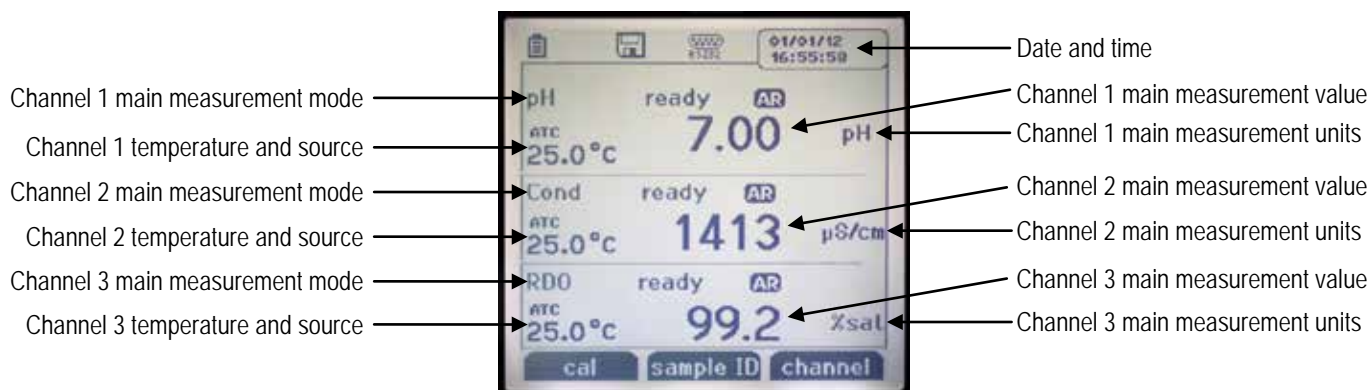 01/01/12
16:55:58
Date and time
Channel 1 main measurement mode
pH ready AR
Channel 1 main measurement value
7.00 pH
Channel 1 main measurement units
Channel 1 temperature and source
ATC
25.0°C
Channel 2 main measurement mode
Cond ready AR
Channel 2 main measurement value
1413 µS/cm
Channel 2 main measurement units
Channel 2 temperature and source
ATC
25.0°C
Channel 3 main measurement mode
RDO ready AR
Channel 3 main measurement value
99.2 %sat
Channel 3 main measurement units
Channel 3 temperature and source
ATC
25.0°C
cal sample ID channel